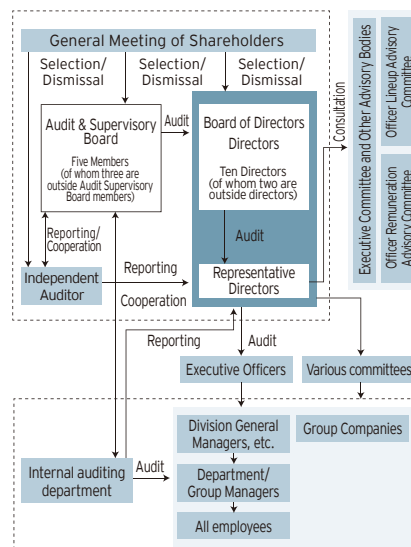 General Meeting of Shareholders
Selection/
Dismissal
Selection/
Dismissal
Selection/
Dismissal
Audit & Supervisory
Board
Five Members
(of whom three are
outside Audit Supervisory
Board members)
Audit
Board of Directors
Directors
Ten Directors
(of whom two are
outside directors)
Audit
Representative
Directors
Consultation
Executive Committee and Other Advisory Bodies
Officer Lineup Advisory
Committee
Officer Remuneration
Advisory Committee
Reporting/
Cooperation
Independent
Auditor
Reporting
Cooperation
Reporting
Audit
Executive Officers
Various committees
Division General
Managers, etc.
Group Companies
Internal auditing
department
Audit
Department/
Group Managers
All employees